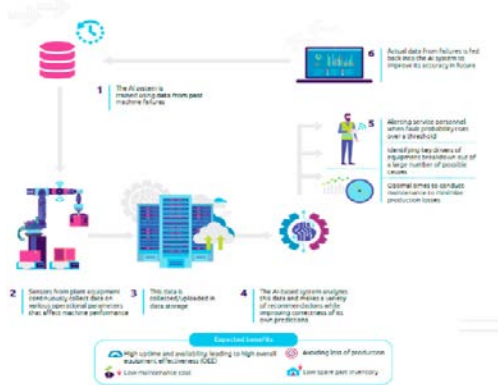 6
Actual data from failures is fed
back into the AI system to
improve its accuracy in future
1
The AI system is
trained using data from past
machine failures
5
Alerting service personnel
when fault probability rises
over a threshold
Identifying key drivers of
equipment breakdown out of
a large number of possible
causes
Optimal times to conduct
maintenance to minimize
production losses
2
Sensors from plant equipment
continuously collect data on
various operational parameters
that affect machine performance
3
This data is
collected/uploaded in
data storage
4
The AI-based system analyzes
this data and makes a variety
of recommendations while
improving correctness of its
own predictions
Expected benefits
High uptime and availability leading to high overall
equipment effectiveness (OEE)
Avoiding loss of production
Low maintenance cost
Low spare part inventory